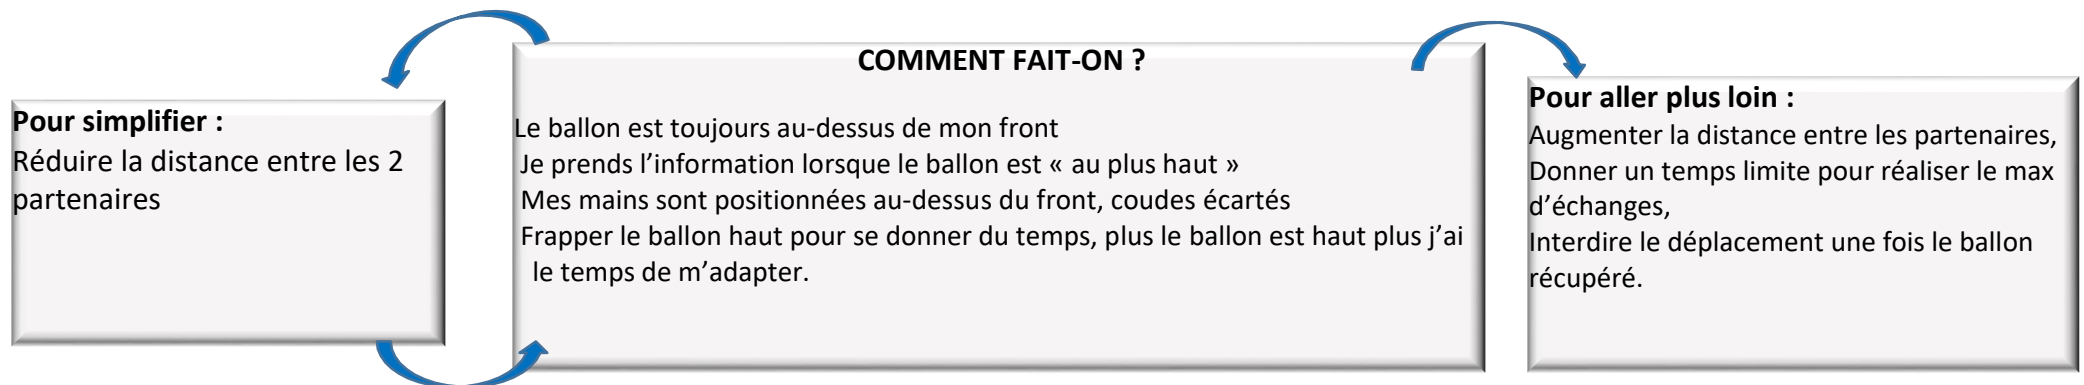 Pour simplifier :
Réduire la distance entre les 2
partenaires
COMMENT FAIT-ON ?
Le ballon est toujours au-dessus de mon front
Je prends l’information lorsque le ballon est « au plus haut »
Mes mains sont positionnées au-dessus du front, coudes écartés
Frapper le ballon haut pour se donner du temps, plus le ballon est haut plus j’ai
le temps de m’adapter.
Pour aller plus loin :
Augmenter la distance entre les partenaires,
Donner un temps limite pour réaliser le max
d’échanges,
Interdire le déplacement une fois le ballon
récupéré.